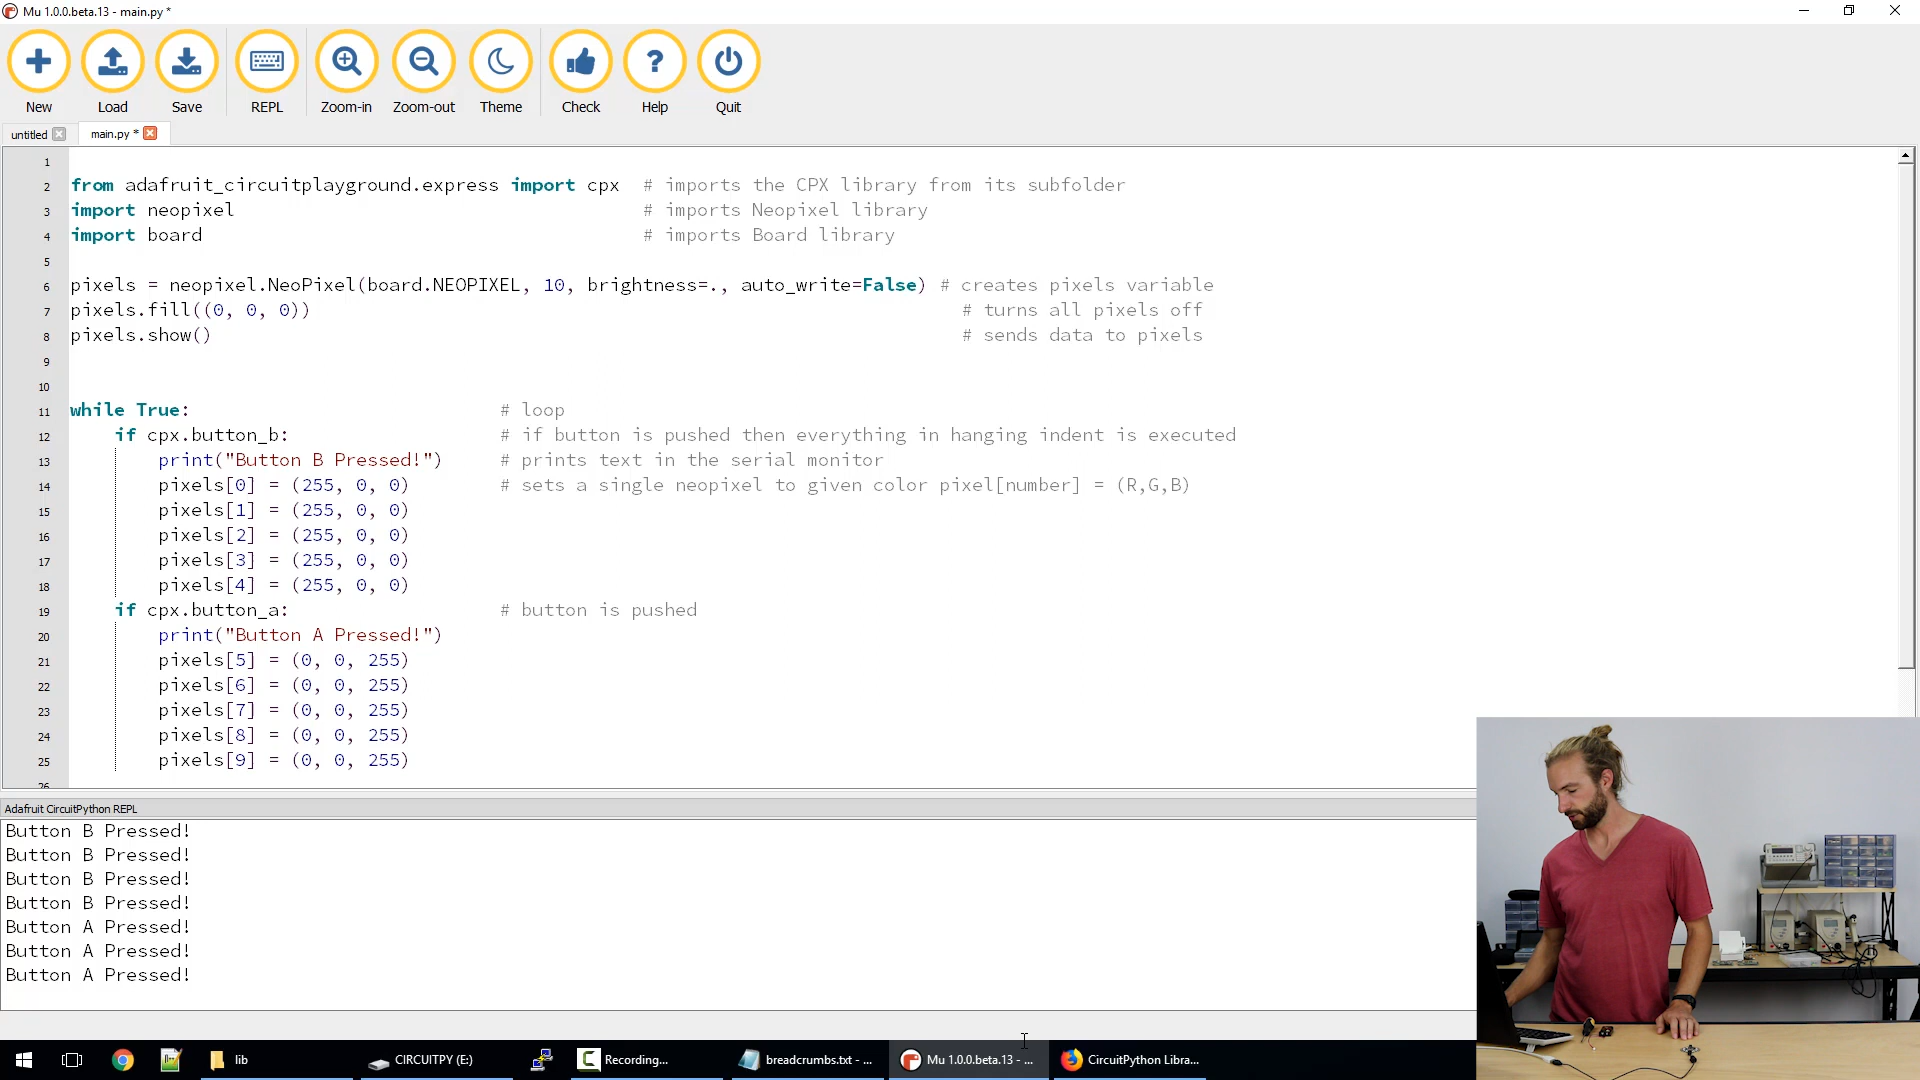 Mu 1.0.0.beta.13 - main.py *
New
Load
Save
REPL
Zoom-in
Zoom-out
Theme
Check
Help
Quit
untitled
main.py *
1
2 from adafruit_circuitplayground.express import cpx # imports the CPX library from its subfolder
3 import neopixel # imports Neopixel library
4 import board # imports Board library
5
6 pixels = neopixel.NeoPixel(board.NEOPIXEL, 10, brightness=., auto_write=False) # creates pixels variable
7 pixels.fill((0, 0, 0)) # turns all pixels off
8 pixels.show() # sends data to pixels
9
10
11 while True: # loop
12 if cpx.button_b: # if button is pushed then everything in hanging indent is executed
13 print("Button B Pressed!") # prints text in the serial monitor
14 pixels[0] = (255, 0, 0) # sets a single neopixel to given color pixel[number] = (R,G,B)
15 pixels[1] = (255, 0, 0)
16 pixels[2] = (255, 0, 0)
17 pixels[3] = (255, 0, 0)
18 pixels[4] = (255, 0, 0)
19 if cpx.button_a: # button is pushed
20 print("Button A Pressed!")
21 pixels[5] = (0, 0, 255)
22 pixels[6] = (0, 0, 255)
23 pixels[7] = (0, 0, 255)
24 pixels[8] = (0, 0, 255)
25 pixels[9] = (0, 0, 255)
26
Adafruit CircuitPython REPL
Button B Pressed!
Button B Pressed!
Button B Pressed!
Button B Pressed!
Button A Pressed!
Button A Pressed!
Button A Pressed!
lib
CIRCUITPY (E:)
Recording...
breadcrumbs.txt - ...
Mu 1.0.0.beta.13 - ...
CircuitPython Libra...